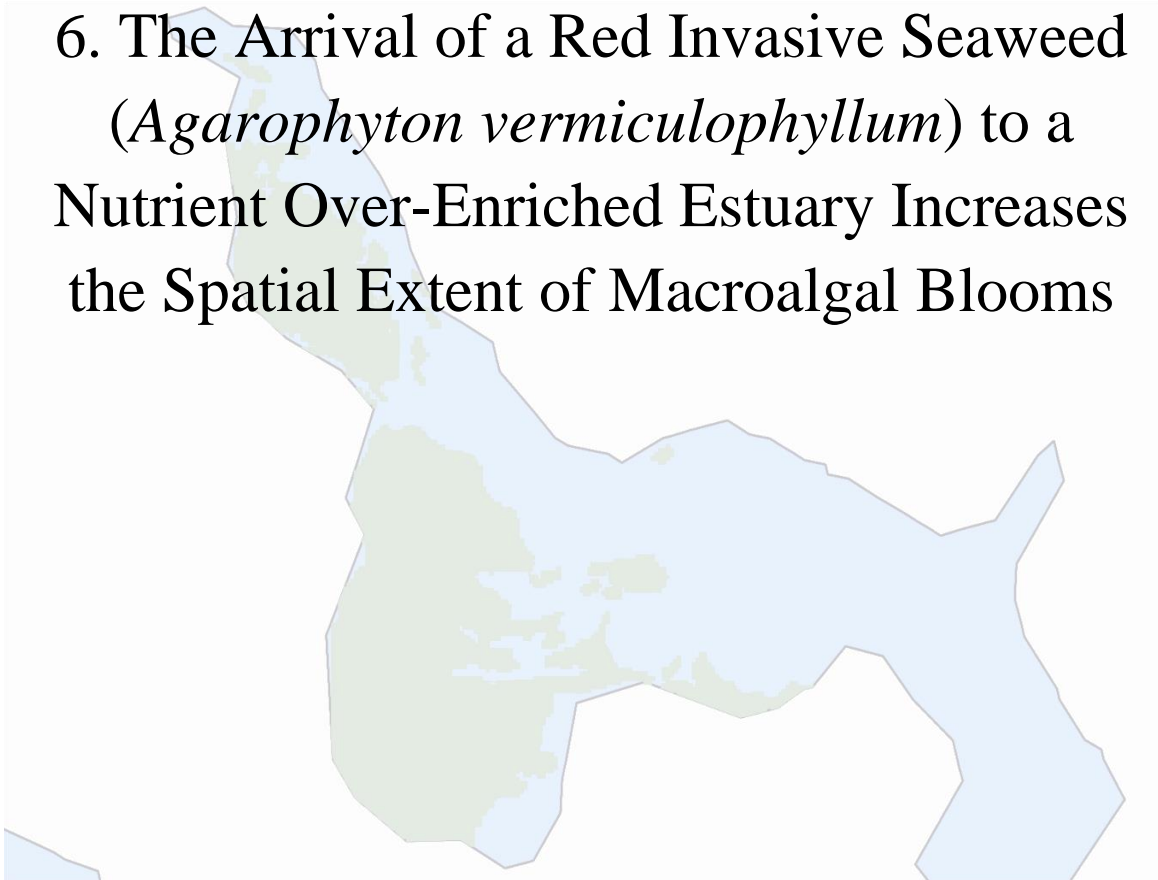 6. The Arrival of a Red Invasive Seaweed
(Agarophyton vermiculophyllum) to a
Nutrient Over-Enriched Estuary Increases
the Spatial Extent of Macroalgal Blooms